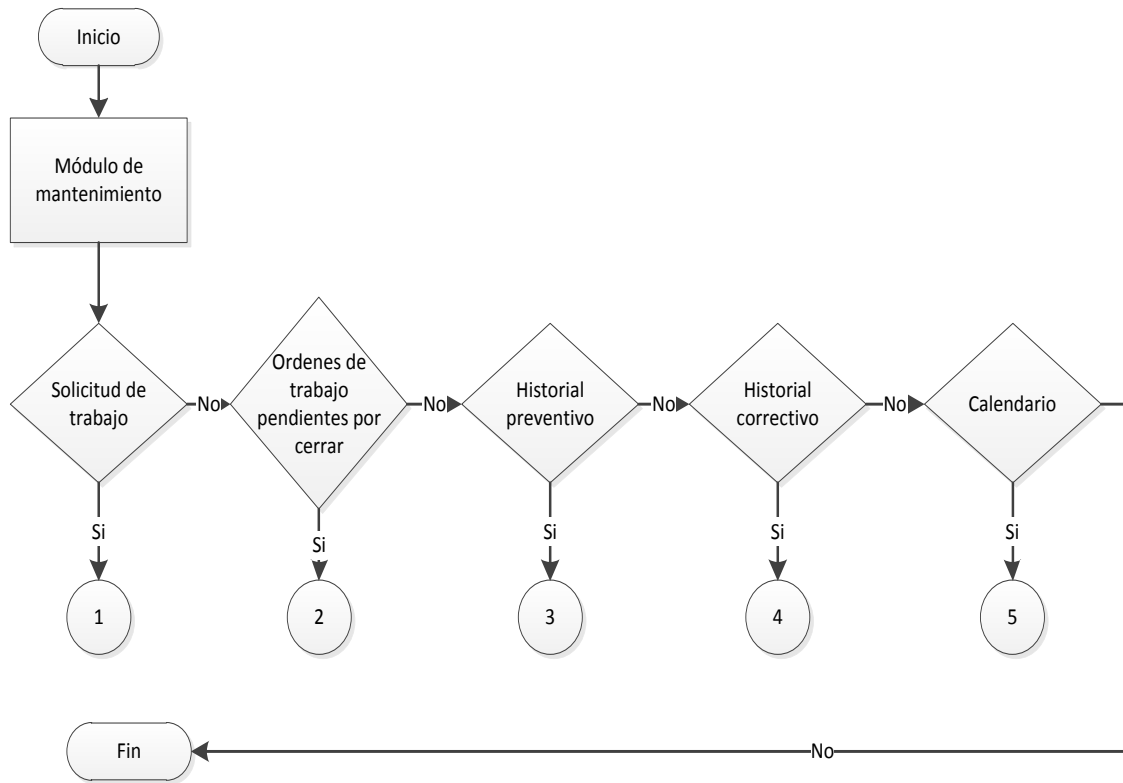 Inicio
Módulo de
mantenimiento
Solicitud de
trabajo
No
Ordenes de
trabajo
pendientes por
cerrar
No
Historial
preventivo
No
Historial
correctivo
No
Calendario
Si
Si
Si
Si
Si
1
2
3
4
5
Fin
No